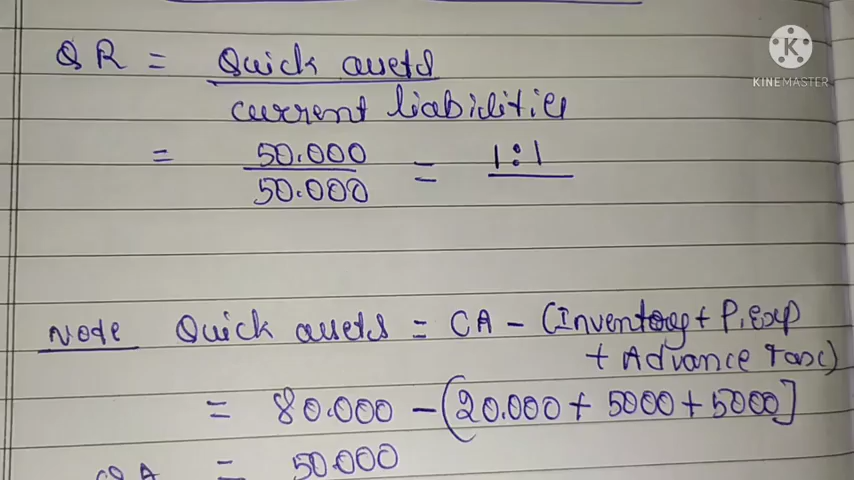 QR = Quick assets
current liabilities
= 50.000
50.000
= 1:1
Note Quick assets = CA - (Inventory + P. Exp
+ Advance Tax)
= 80.000 - (20.000 + 5000 + 5000]
QA = 50.000
K
KINEMASTER